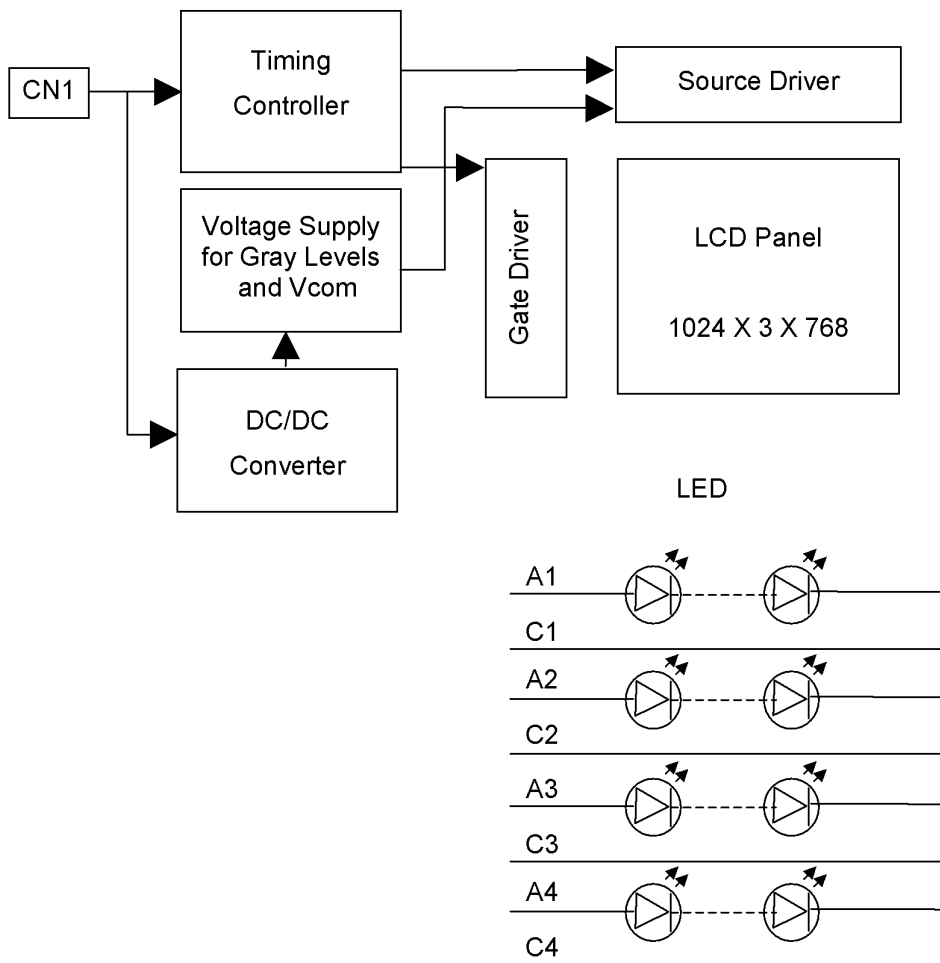 CN1
Timing
Controller
Source Driver
Voltage Supply
for Gray Levels
and Vcom
Gate Driver
LCD Panel
1024 X 3 X 768
DC/DC
Converter
LED
A1
C1
A2
C2
A3
C3
A4
C4